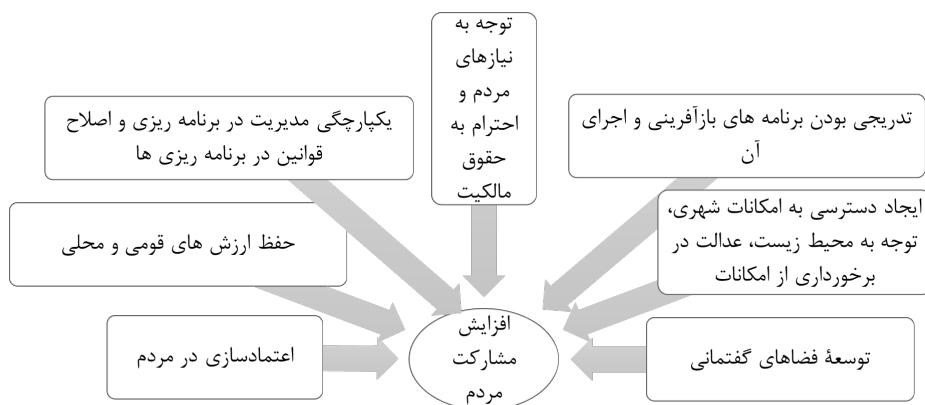 توجه به
نیازهای
مردم و
احترام به
حقوق
مالکیت
تدریجی بودن برنامه های بازآفرینی و اجرای
آن
یکپارچگی مدیریت در برنامه ریزی و اصلاح
قوانین در برنامه ریزی ها
ایجاد دسترسی به امکانات شهری،
توجه به محیط زیست، عدالت در
برخورداری از امکانات
حفظ ارزش های قومی و محلی
توسعهٔ فضاهای گفتمانی
افزایش
مشارکت
مردم
اعتمادسازی در مردم